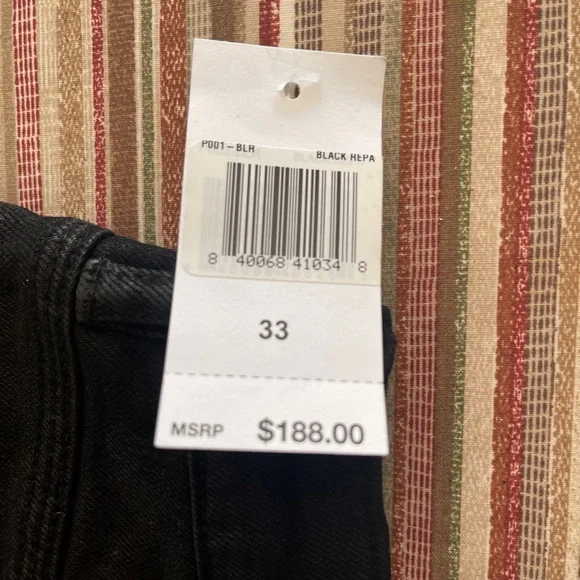 P001-BLR BLACK REPA
8 40068 41034 8
33
MSRP $188.00